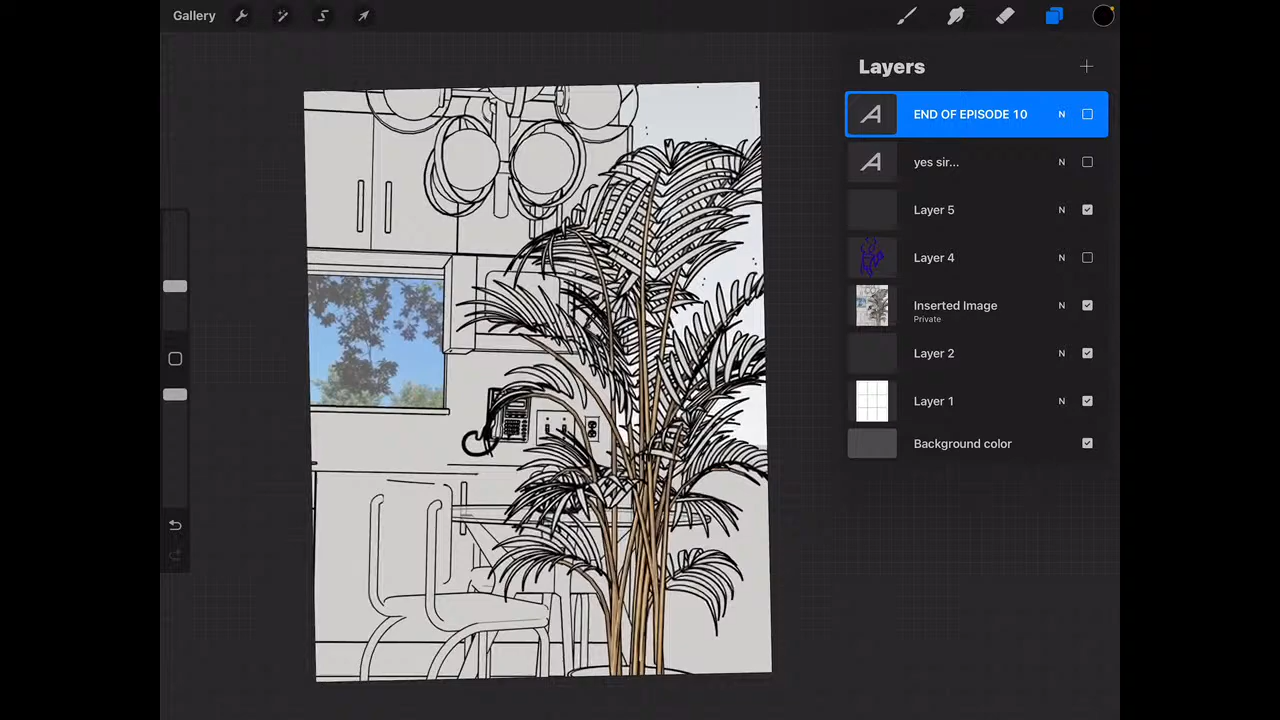 Gallery
Layers
END OF EPISODE 10 N
yes sir... N
Layer 5 N
Layer 4 N
Inserted Image N
Private
Layer 2 N
Layer 1 N
Background color